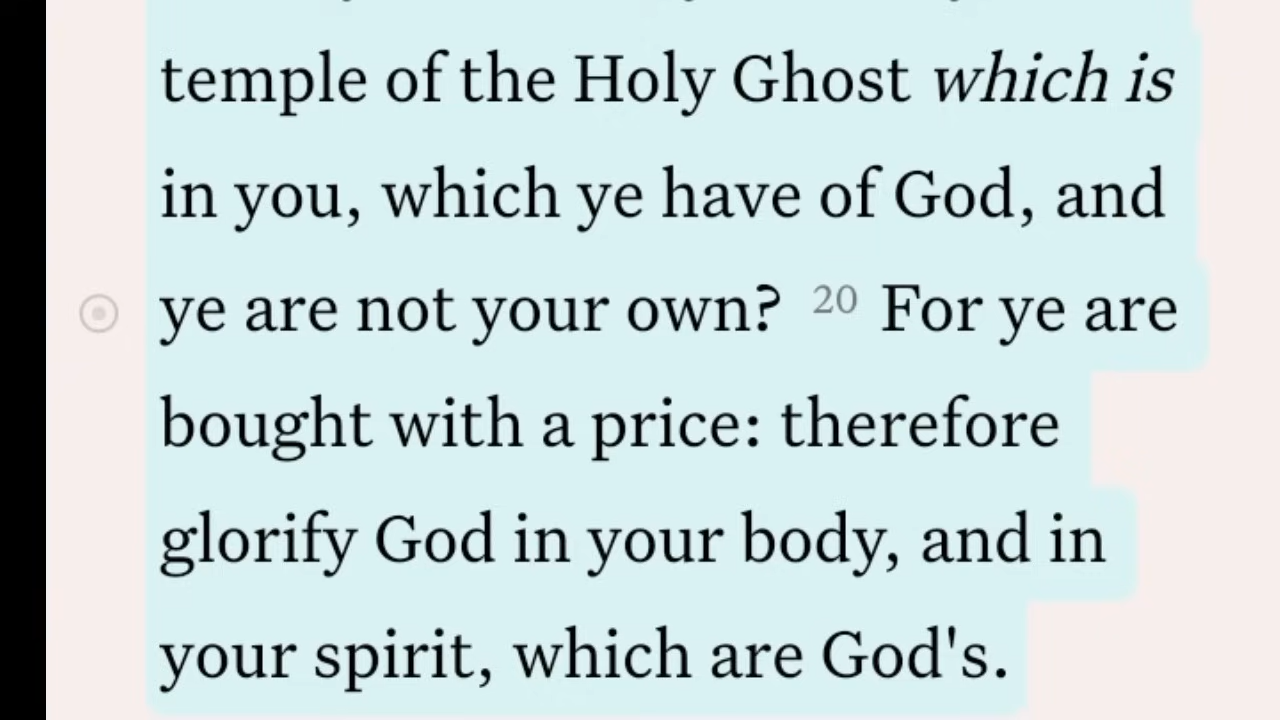 temple of the Holy Ghost which is
in you, which ye have of God, and
ye are not your own? 20 For ye are
bought with a price: therefore
glorify God in your body, and in
your spirit, which are God's.